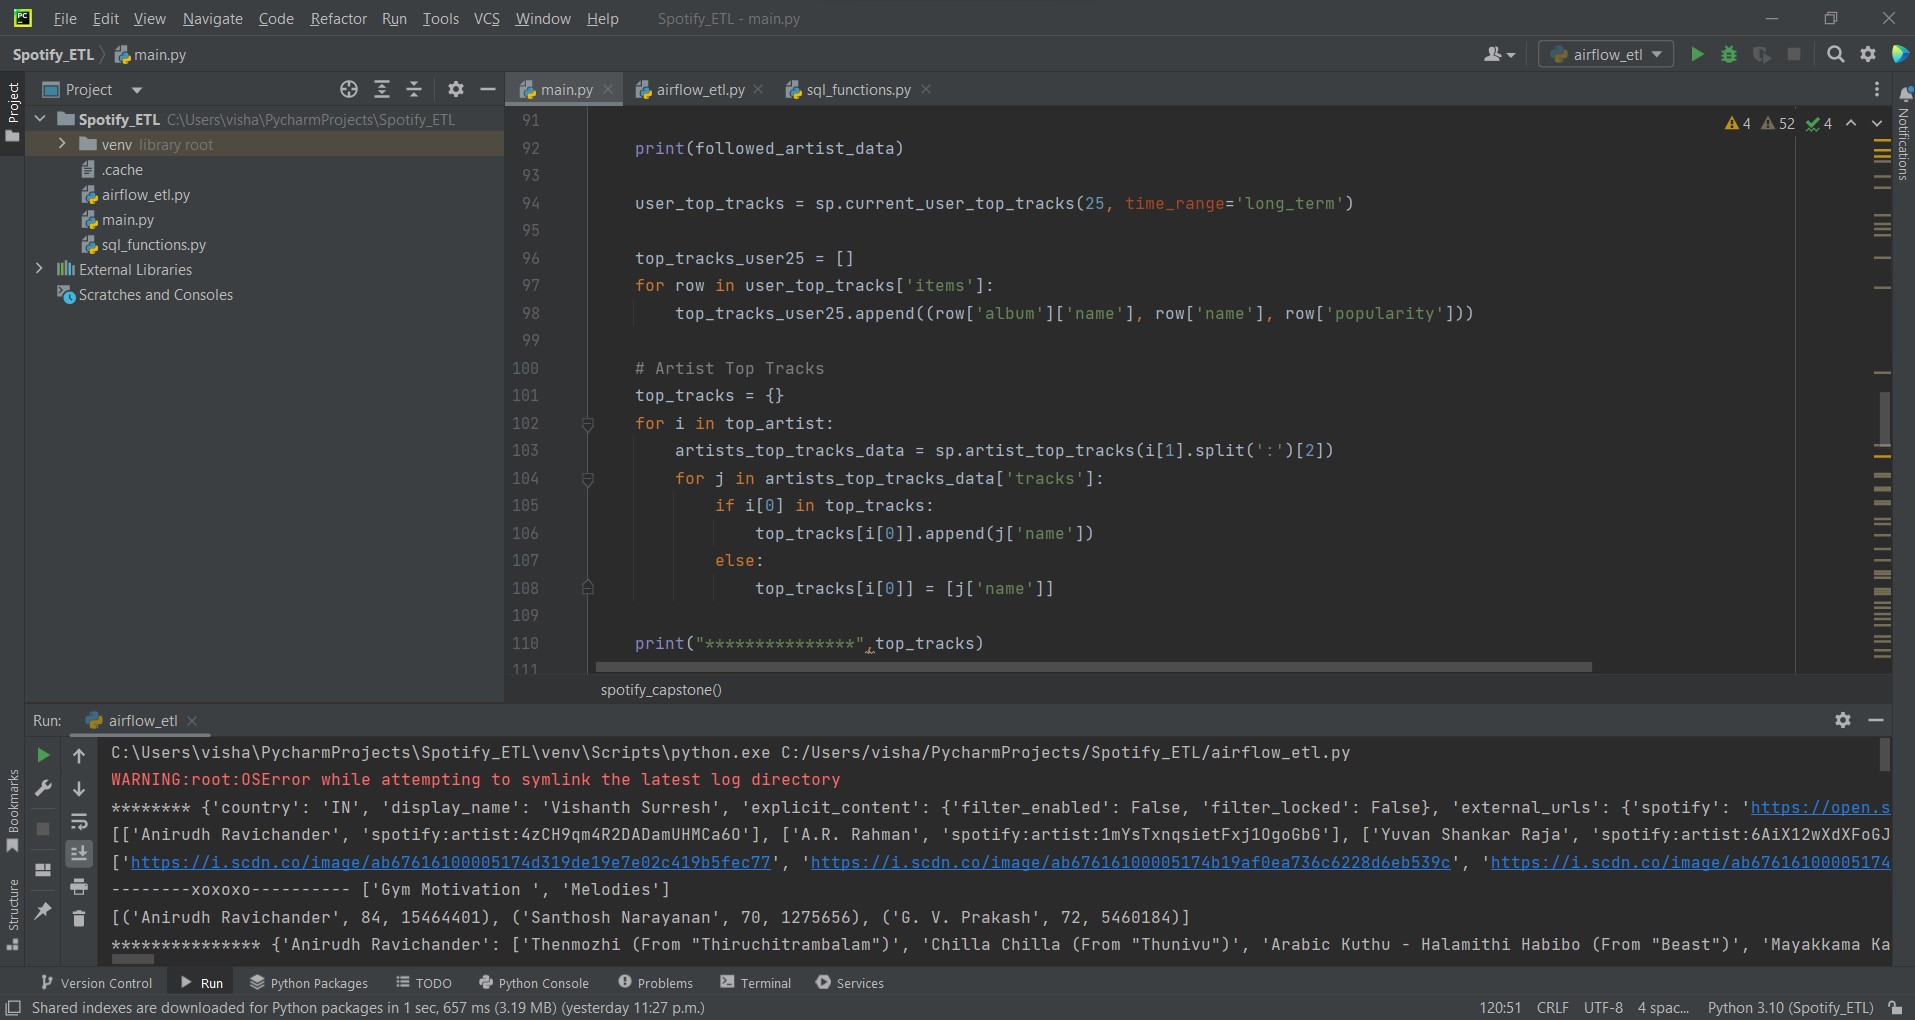 PC File Edit View Navigate Code Refactor Run Tools VCS Window Help Spotify_ETL - main.py
Spotify_ETL main.py airflow_etl
Project
Project
main.py airflow_etl.py sql_functions.py
Notifications
Spotify_ETL C:\Users\visha\PycharmProjects\Spotify_ETL
venv library root
.cache
airflow_etl.py
main.py
sql_functions.py
External Libraries
Scratches and Consoles
4 52 4
91
92 print(followed_artist_data)
93
94 user_top_tracks = sp.current_user_top_tracks(25, time_range='long_term')
95
96 top_tracks_user25 = []
97 for row in user_top_tracks['items']:
98 top_tracks_user25.append((row['album']['name'], row['name'], row['popularity']))
99
100 # Artist Top Tracks
101 top_tracks = {}
102 for i in top_artist:
103 artists_top_tracks_data = sp.artist_top_tracks(i[1].split(':')[2])
104 for j in artists_top_tracks_data['tracks']:
105 if i[0] in top_tracks:
106 top_tracks[i[0]].append(j['name'])
107 else:
108 top_tracks[i[0]] = [j['name']]
109
110 print("***************",top_tracks)
111
spotify_capstone()
Run: airflow_etl
Bookmarks
Structure
C:\Users\visha\PycharmProjects\Spotify_ETL\venv\Scripts\python.exe C:/Users/visha/PycharmProjects/Spotify_ETL/airflow_etl.py
WARNING:root:OSError while attempting to symlink the latest log directory
******** {'country': 'IN', 'display_name': 'Vishanth Surresh', 'explicit_content': {'filter_enabled': False, 'filter_locked': False}, 'external_urls': {'spotify': 'https://open.s
[['Anirudh Ravichander', 'spotify:artist:4zCH9qm4R2DADamUHMCa6O'], ['A.R. Rahman', 'spotify:artist:1mYsTxnqsietFxj1OgoGbG'], ['Yuvan Shankar Raja', 'spotify:artist:6AiX12wXdXFoGJ
['https://i.scdn.co/image/ab67616100005174d319de19e7e02c419b5fec77', 'https://i.scdn.co/image/ab67616100005174b19af0ea736c6228d6eb539c', 'https://i.scdn.co/image/ab67616100005174
--------xoxoxo---------- ['Gym Motivation ', 'Melodies']
[('Anirudh Ravichander', 84, 15464401), ('Santhosh Narayanan', 70, 1275656), ('G. V. Prakash', 72, 5460184)]
*************** {'Anirudh Ravichander': ['Thenmozhi (From "Thiruchitrambalam")', 'Chilla Chilla (From "Thunivu")', 'Arabic Kuthu - Halamithi Habibo (From "Beast")', 'Mayakkama Ka
Version Control Run Python Packages TODO Python Console Problems Terminal Services
Shared indexes are downloaded for Python packages in 1 sec, 657 ms (3.19 MB) (yesterday 11:27 p.m.) 120:51 CRLF UTF-8 4 spac... Python 3.10 (Spotify_ETL)